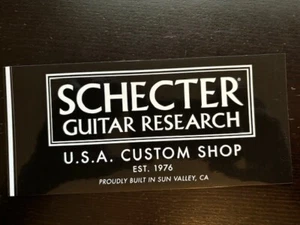 SCHECTER
GUITAR RESEARCH
U.S.A. CUSTOM SHOP
EST. 1976
PROUDLY BUILT IN SUN VALLEY, CA